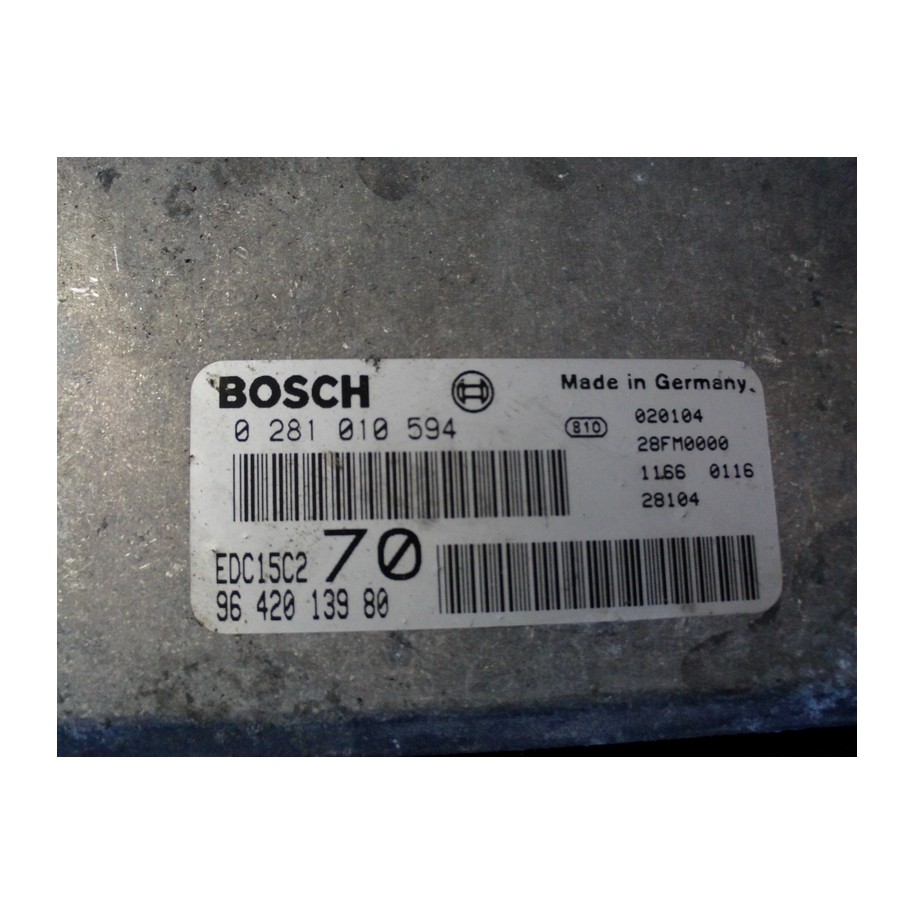 BOSCH
Made in Germany
0 281 010 594
810
020104
28FM0000
1166 0116
28104
EDC15C2 70
96 420 139 80